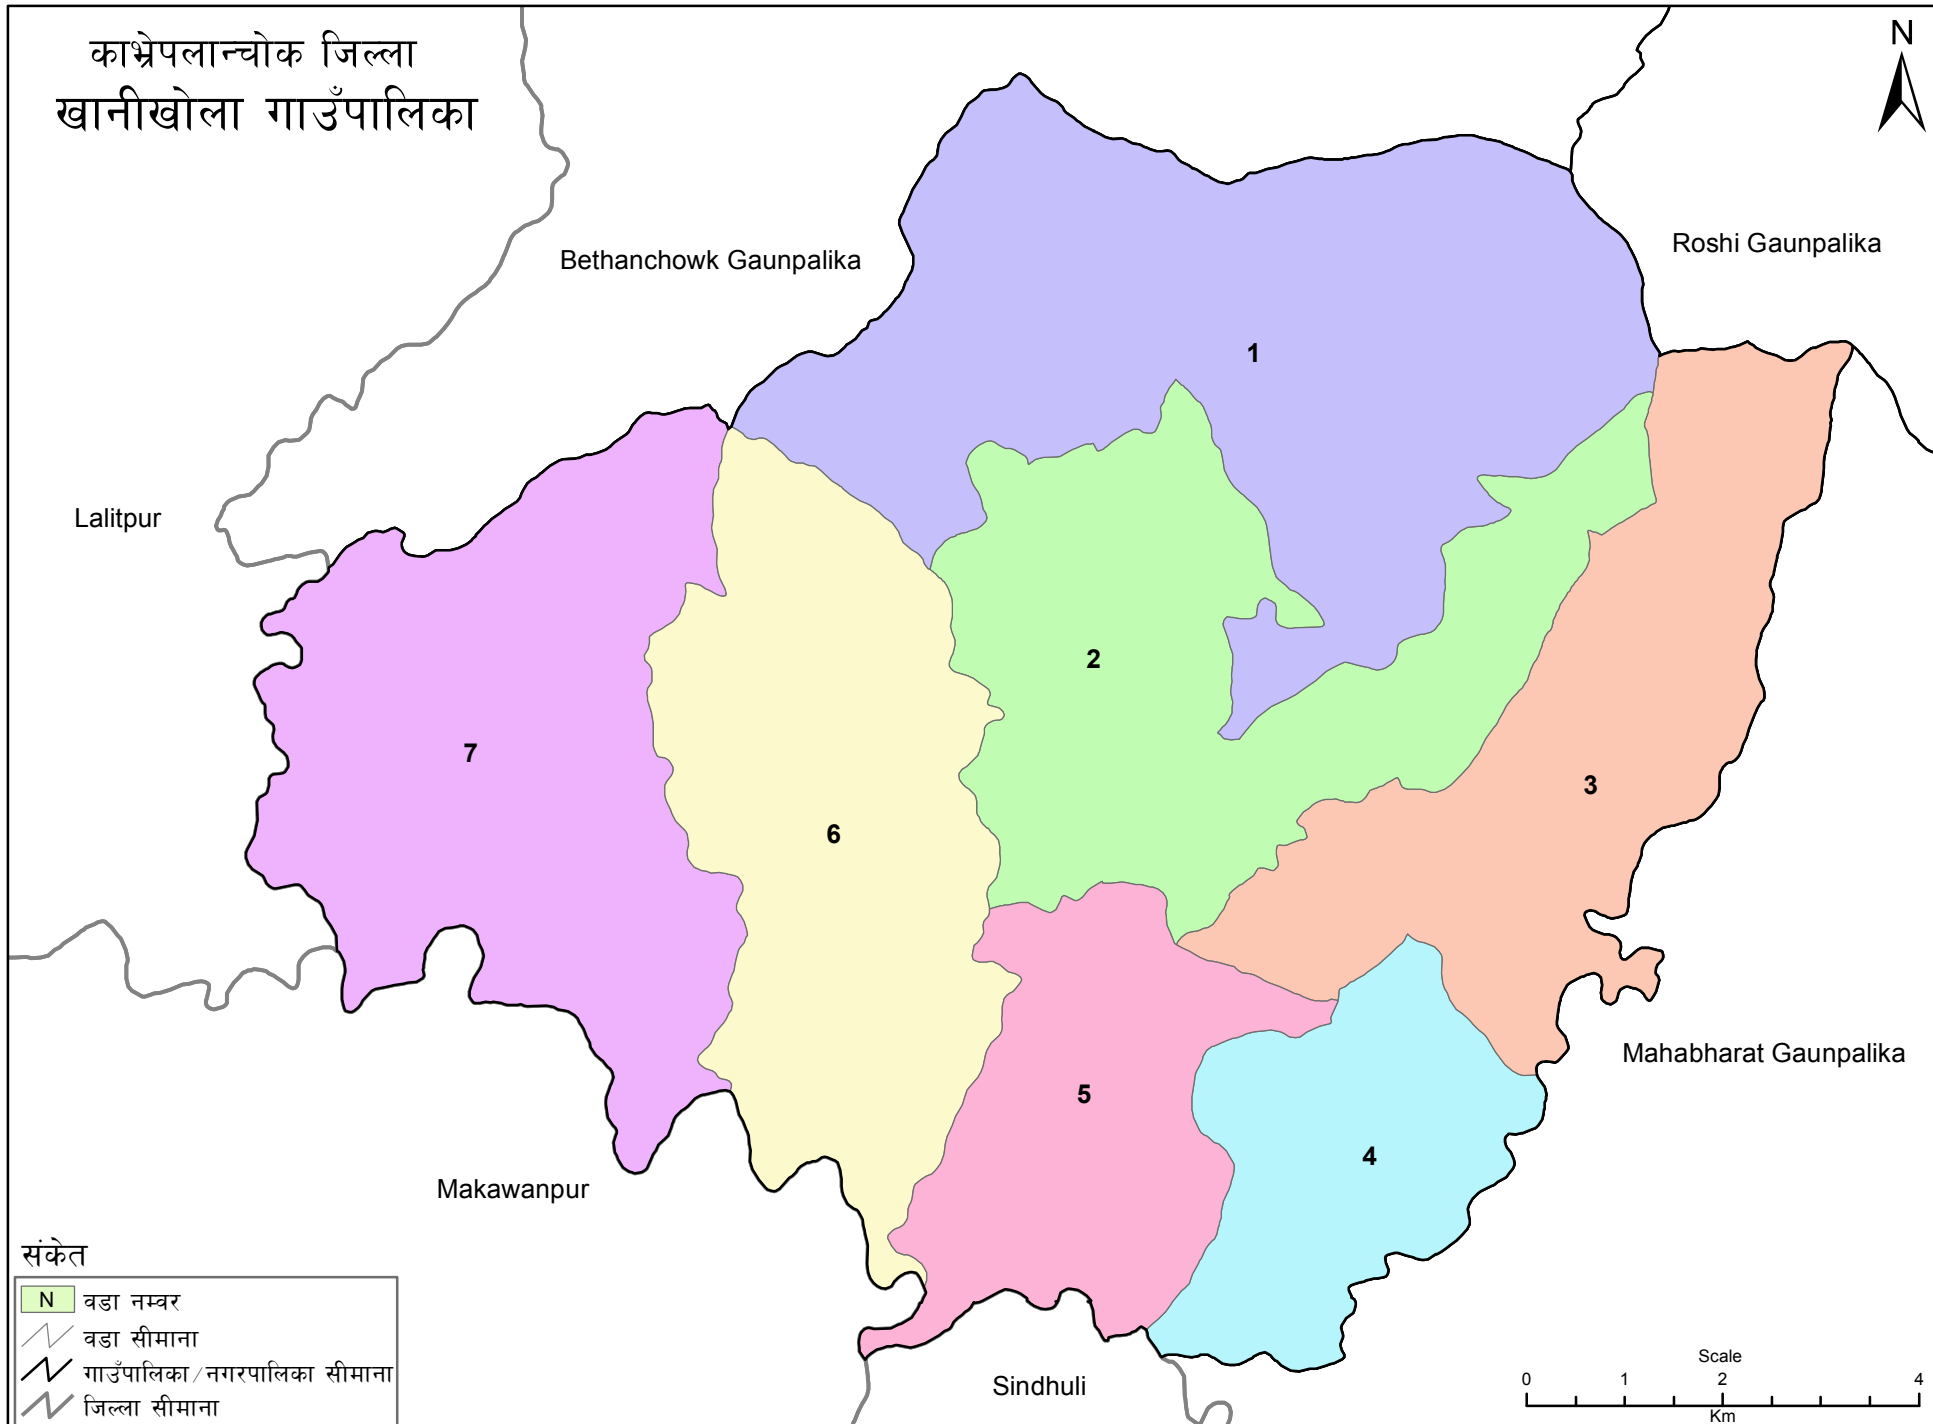 काभ्रेपलान्चोक जिल्ला
खानीखोला गाउँपालिका
N
Bethanchowk Gaunpalika
Roshi Gaunpalika
1
Lalitpur
2
7
3
6
Mahabharat Gaunpalika
5
4
Makawanpur
Sindhuli
संकेत
N वडा नम्वर
वडा सीमाना
गाउँपालिका/नगरपालिका सीमाना
जिल्ला सीमाना
Scale
0 1 2 4
Km